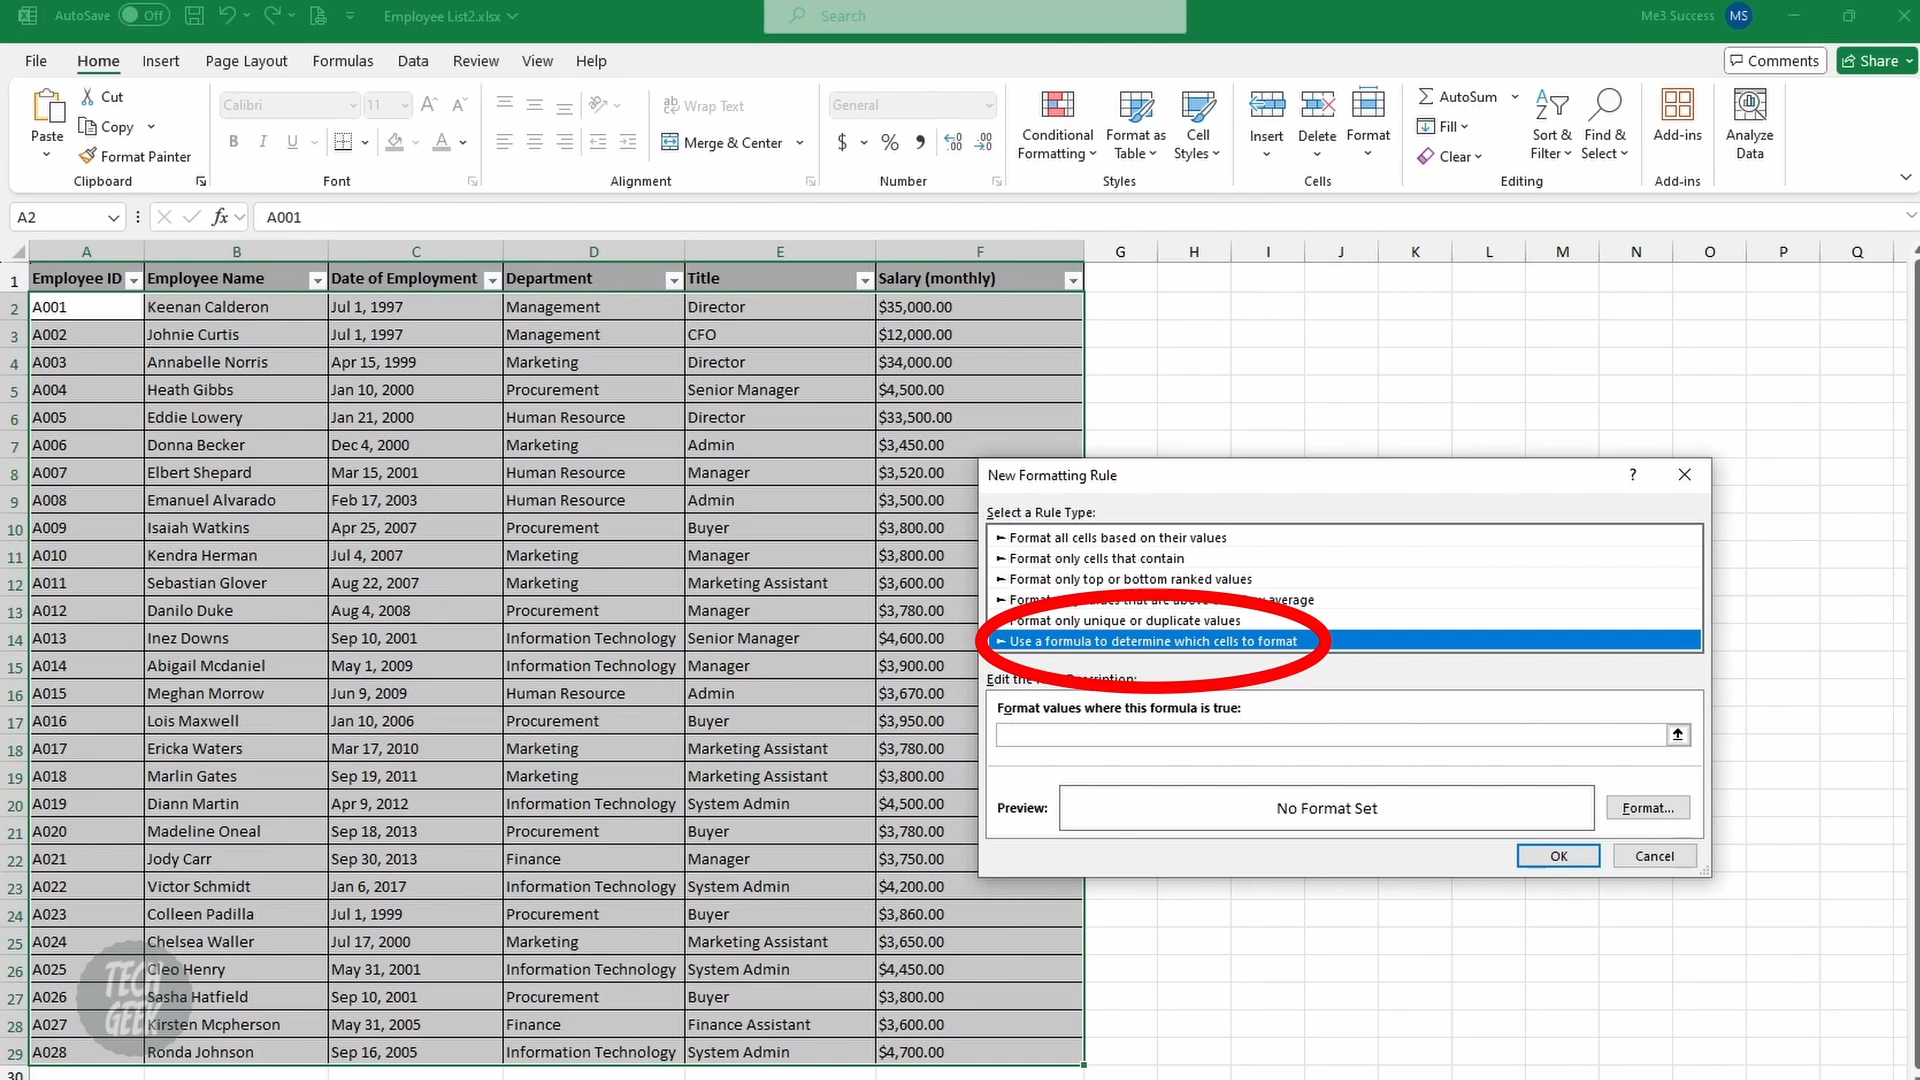 AutoSave Off Employee List2.xlsx Search Me3 Success MS
File Home Insert Page Layout Formulas Data Review View Help Comments Share
Paste Cut Copy Format Painter Clipboard
Calibri 11 A A B I U A Font
ab Wrap Text Merge & Center Alignment
General $ % , Number
Conditional Formatting Format as Table Cell Styles Styles
Insert Delete Format Cells
AutoSum Fill Clear Sort & Filter Find & Select Editing
Add-ins Add-ins
Analyze Data
A2 fx A001
A B C D E F G H I J K L M N O P Q
1 Employee ID Employee Name Date of Employment Department Title Salary (monthly)
2 A001 Keenan Calderon Jul 1, 1997 Management Director $35,000.00
3 A002 Johnie Curtis Jul 1, 1997 Management CFO $12,000.00
4 A003 Annabelle Norris Apr 15, 1999 Marketing Director $34,000.00
5 A004 Heath Gibbs Jan 10, 2000 Procurement Senior Manager $4,500.00
6 A005 Eddie Lowery Jan 21, 2000 Human Resource Director $33,500.00
7 A006 Donna Becker Dec 4, 2000 Marketing Admin $3,450.00
8 A007 Elbert Shepard Mar 15, 2001 Human Resource Manager $3,520.00
9 A008 Emanuel Alvarado Feb 17, 2003 Human Resource Admin $3,500.00
10 A009 Isaiah Watkins Apr 25, 2007 Procurement Buyer $3,800.00
11 A010 Kendra Herman Jul 4, 2007 Marketing Manager $3,800.00
12 A011 Sebastian Glover Aug 22, 2007 Marketing Marketing Assistant $3,600.00
13 A012 Danilo Duke Aug 4, 2008 Procurement Manager $3,780.00
14 A013 Inez Downs Sep 10, 2001 Information Technology Senior Manager $4,600.00
15 A014 Abigail Mcdaniel May 1, 2009 Information Technology Manager $3,900.00
16 A015 Meghan Morrow Jun 9, 2009 Human Resource Admin $3,670.00
17 A016 Lois Maxwell Jan 10, 2006 Procurement Buyer $3,950.00
18 A017 Ericka Waters Mar 17, 2010 Marketing Marketing Assistant $3,780.00
19 A018 Marlin Gates Sep 19, 2011 Marketing Marketing Assistant $3,800.00
20 A019 Diann Martin Apr 9, 2012 Information Technology System Admin $4,500.00
21 A020 Madeline Oneal Sep 18, 2013 Procurement Buyer $3,780.00
22 A021 Jody Carr Sep 30, 2013 Finance Manager $3,750.00
23 A022 Victor Schmidt Jan 6, 2017 Information Technology System Admin $4,200.00
24 A023 Colleen Padilla Jul 1, 1999 Procurement Buyer $3,860.00
25 A024 Chelsea Waller Jul 17, 2000 Marketing Marketing Assistant $3,650.00
26 A025 Cleo Henry May 31, 2001 Information Technology System Admin $4,450.00
27 A026 Sasha Hatfield Sep 10, 2001 Procurement Buyer $3,800.00
28 A027 Kirsten Mcpherson May 31, 2005 Finance Finance Assistant $3,600.00
29 A028 Ronda Johnson Sep 16, 2005 Information Technology System Admin $4,700.00
30
New Formatting Rule ?
Select a Rule Type:
Format all cells based on their values
Format only cells that contain
Format only top or bottom ranked values
values that are average
Format only unique or duplicate values
Use a formula to determine which cells to format
Edit the Description:
Format values where this formula is true:
Preview: No Format Set Format...
OK Cancel
TECH
GEEK